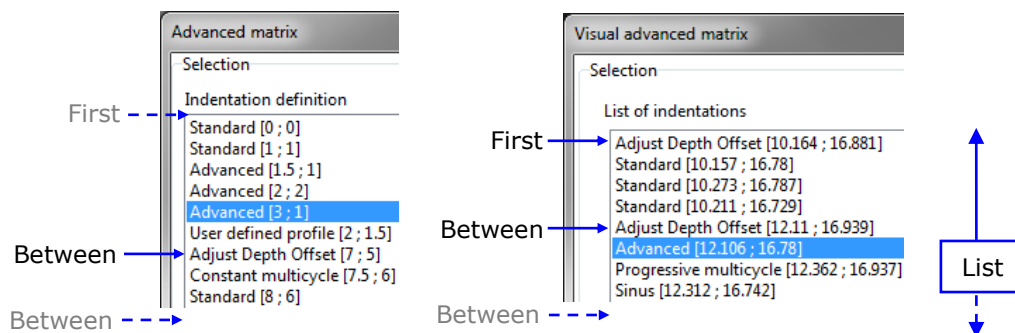 Advanced matrix
Selection
Indentation definition
First
Standard [0 ; 0]
Standard [1 ; 1]
Advanced [1.5 ; 1]
Advanced [2 ; 2]
Advanced [3 ; 1]
User defined profile [2 ; 1.5]
Between
Adjust Depth Offset [7 ; 5]
Constant multicycle [7.5 ; 6]
Standard [8 ; 6]
Between
Visual advanced matrix
Selection
List of indentations
First
Adjust Depth Offset [10.164 ; 16.881]
Standard [10.157 ; 16.78]
Standard [10.273 ; 16.787]
Standard [10.211 ; 16.729]
Between
Adjust Depth Offset [12.11 ; 16.939]
Advanced [12.106 ; 16.78]
Progressive multicycle [12.362 ; 16.937]
Sinus [12.312 ; 16.742]
Between
List